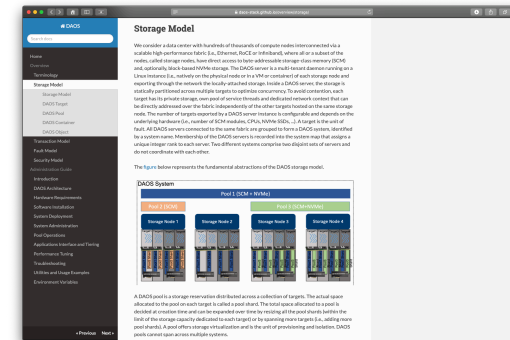 daos-stack.github.io/overview/storage/
DAOS
Search docs
Home
Overview
Terminology
Storage Model
Storage Model
DAOS Target
DAOS Pool
DAOS Container
DAOS Object
Transaction Model
Fault Model
Security Model
Administration Guide
Introduction
DAOS Architecture
Hardware Requirements
Software Installation
System Deployment
System Administration
Pool Operations
Applications Interface and Tiering
Performance Tuning
Troubleshooting
Utilities and Usage Examples
Environment Variables
« Previous Next »
Storage Model
We consider a data center with hundreds of thousands of compute nodes interconnected via a
scalable high-performance fabric (i.e., Ethernet, RoCE or Infiniband), where all or a subset of the
nodes, called storage nodes, have direct access to byte-addressable storage-class memory (SCM)
and, optionally, block-based NVMe storage. The DAOS server is a multi-tenant daemon running on a
Linux instance (i.e., natively on the physical node or in a VM or container) of each storage node and
exporting through the network the locally-attached storage. Inside a DAOS server, the storage is
statically partitioned across multiple targets to optimize concurrency. To avoid contention, each
target has its private storage, own pool of service threads and dedicated network context that can
be directly addressed over the fabric independently of the other targets hosted on the same storage
node. The number of targets exported by a DAOS server instance is configurable and depends on the
underlying hardware (i.e., number of SCM modules, CPUs, NVMe SSDs, ...). A target is the unit of
fault. All DAOS servers connected to the same fabric are grouped to form a DAOS system, identified
by a system name. Membership of the DAOS servers is recorded into the system map that assigns a
unique integer rank to each server. Two different systems comprise two disjoint sets of servers and
do not coordinate with each other.
The figure below represents the fundamental abstractions of the DAOS storage model.
DAOS System
Pool 1 (SCM + NVMe)
Pool 2 (SCM)
Pool 3 (SCM+NVMe)
Storage Node 1
Storage Node 2
Storage Node 3
Storage Node 4
A DAOS pool is a storage reservation distributed across a collection of targets. The actual space
allocated to the pool on each target is called a pool shard. The total space allocated to a pool is
decided at creation time and can be expanded over time by resizing all the pool shards (within the
limit of the storage capacity dedicated to each target) or by spanning more targets (i.e., adding more
pool shards). A pool offers storage virtualization and is the unit of provisioning and isolation. DAOS
pools cannot span across multiple systems.